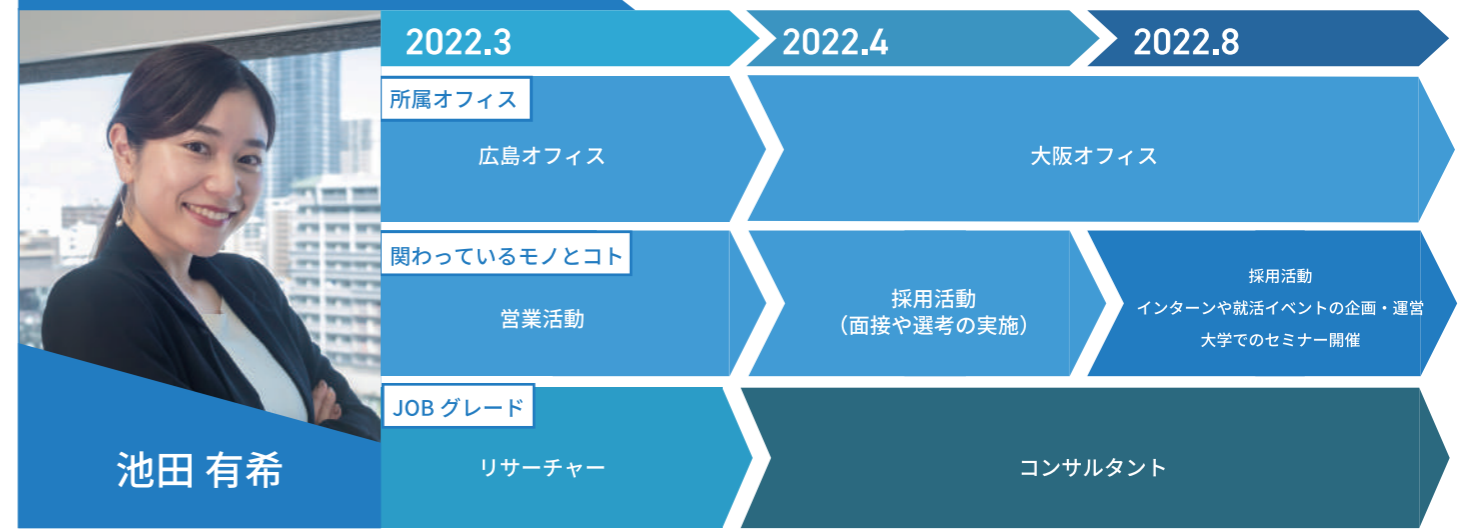 2022.3
2022.4
2022.8
所属オフィス
広島オフィス
大阪オフィス
関わっているモノとコト
営業活動
採用活動
（面接や選考の実施）
採用活動
インターンや就活イベントの企画・運営
大学でのセミナー開催
JOB グレード
リサーチャー
コンサルタント
池田 有希